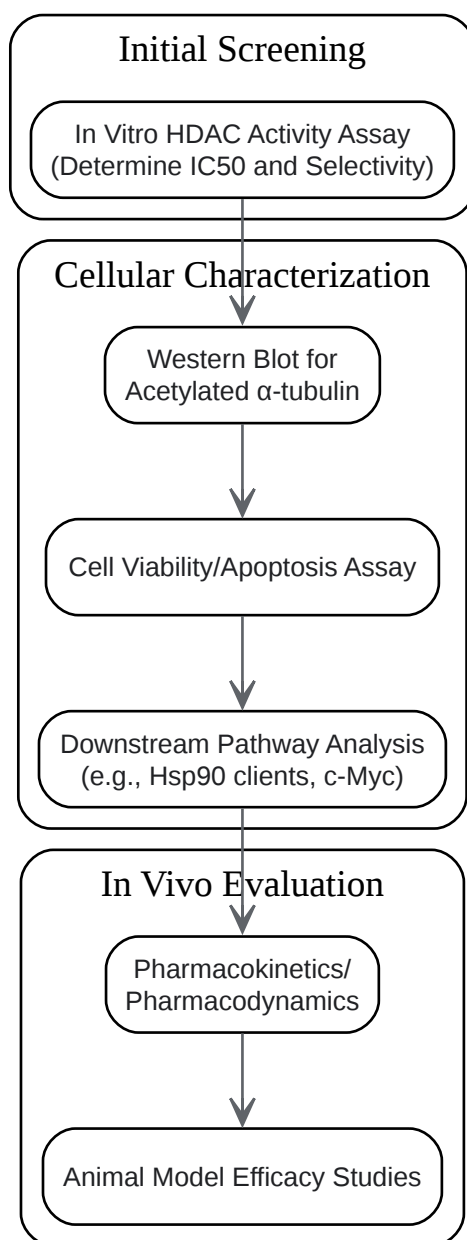 Initial Screening
In Vitro HDAC Activity Assay
(Determine IC50 and Selectivity)
Cellular Characterization
Western Blot for
Acetylated α-tubulin
Cell Viability/Apoptosis Assay
Downstream Pathway Analysis
(e.g., Hsp90 clients, c-Myc)
In Vivo Evaluation
Pharmacokinetics/
Pharmacodynamics
Animal Model Efficacy Studies